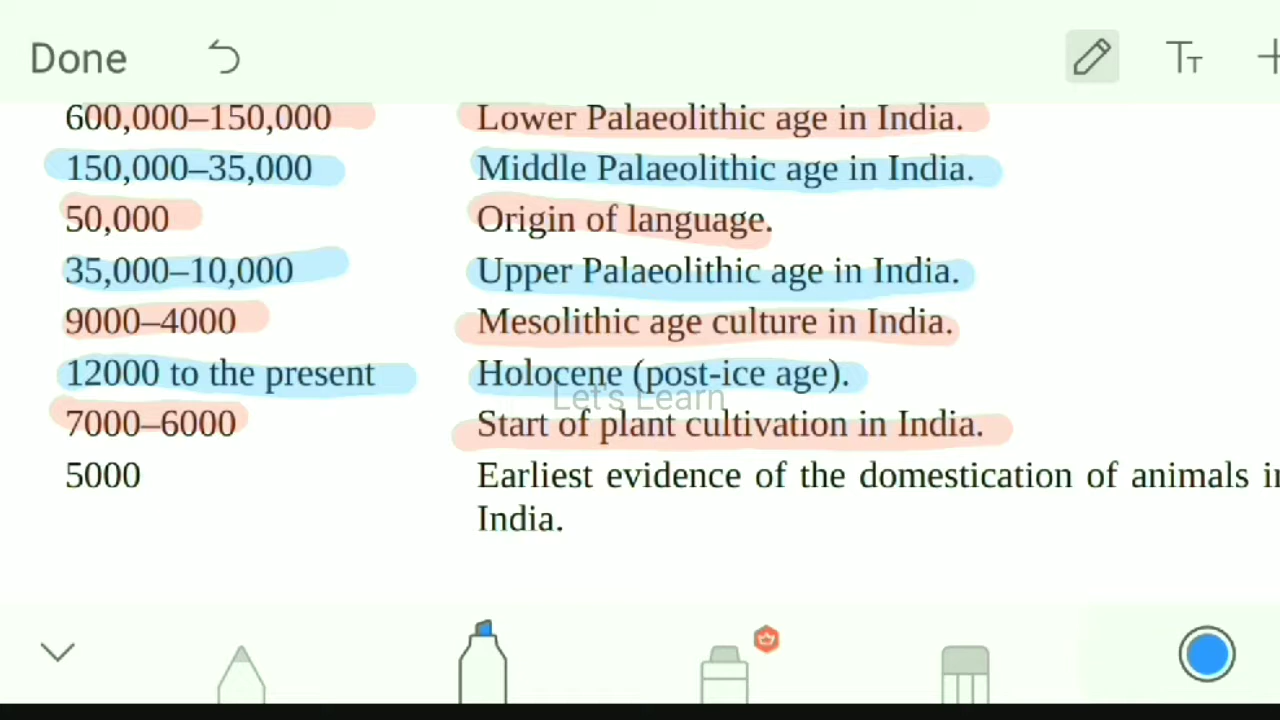 Done
600,000–150,000 Lower Palaeolithic age in India.
150,000–35,000 Middle Palaeolithic age in India.
50,000 Origin of language.
35,000–10,000 Upper Palaeolithic age in India.
9000–4000 Mesolithic age culture in India.
12000 to the present Holocene (post-ice age).
Let's Learn
7000–6000 Start of plant cultivation in India.
5000 Earliest evidence of the domestication of animals in
India.